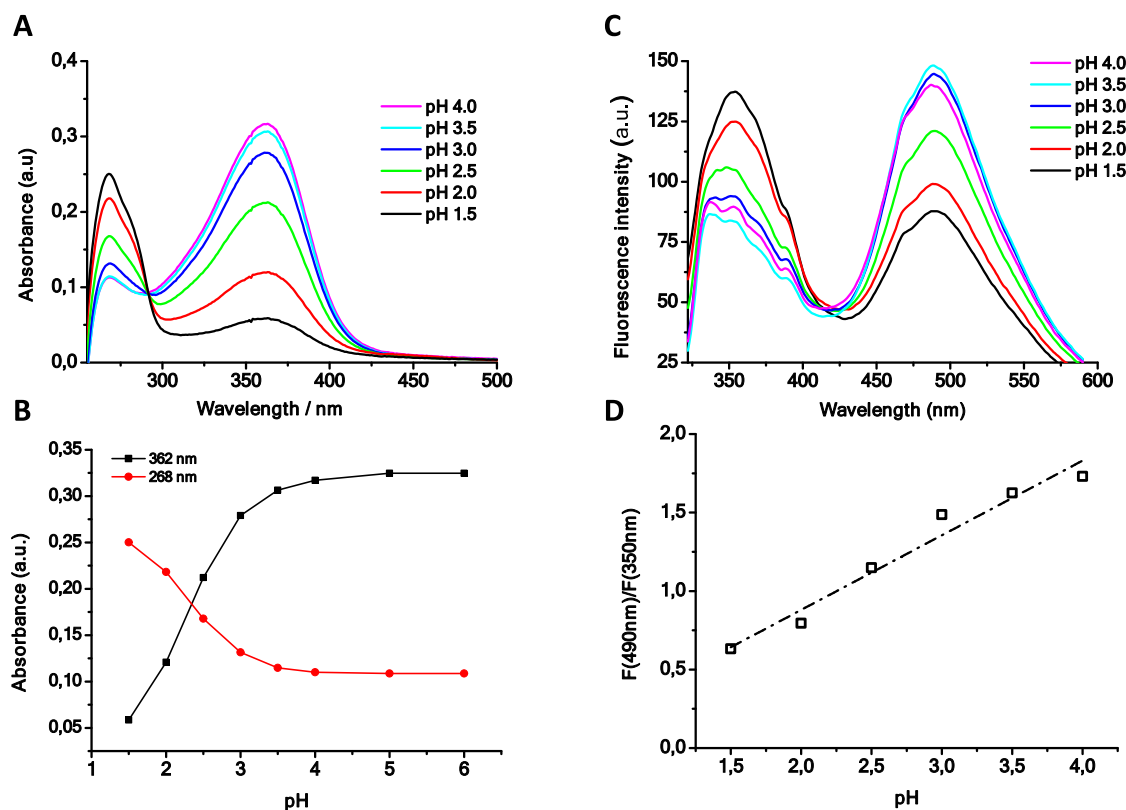 A
0,4
0,3
0,2
0,1
0,0
Absorbance (a.u)
pH 4.0
pH 3.5
pH 3.0
pH 2.5
pH 2.0
pH 1.5
300 350 400 450 500
Wavelength / nm
C
150
125
100
75
50
25
Fluorescence intensity (a.u.)
pH 4.0
pH 3.5
pH 3.0
pH 2.5
pH 2.0
pH 1.5
350 400 450 500 550 600
Wavelength (nm)
B
0,35
0,30
0,25
0,20
0,15
0,10
0,05
Absorbance (a.u.)
362 nm
268 nm
1 2 3 4 5 6
pH
D
2,0
1,5
1,0
0,5
0,0
F(490nm)/F(350nm)
1,5 2,0 2,5 3,0 3,5 4,0
pH